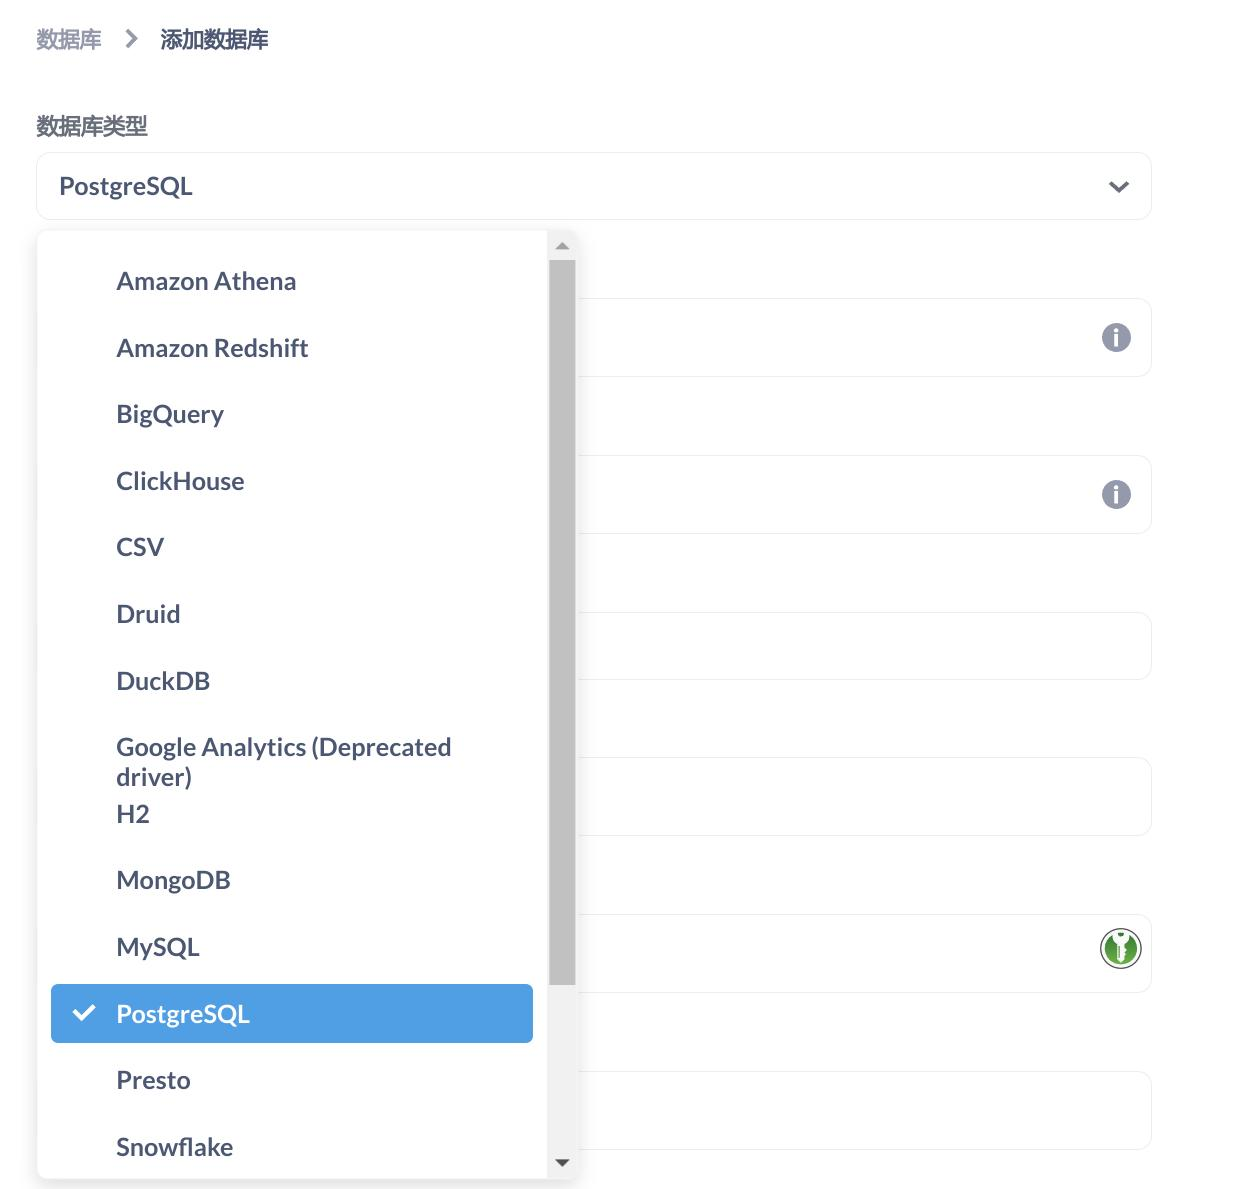 数据库 > 添加数据库
数据库类型
PostgreSQL
Amazon Athena
Amazon Redshift
BigQuery
ClickHouse
CSV
Druid
DuckDB
Google Analytics (Deprecated
driver)
H2
MongoDB
MySQL
PostgreSQL
Presto
Snowflake